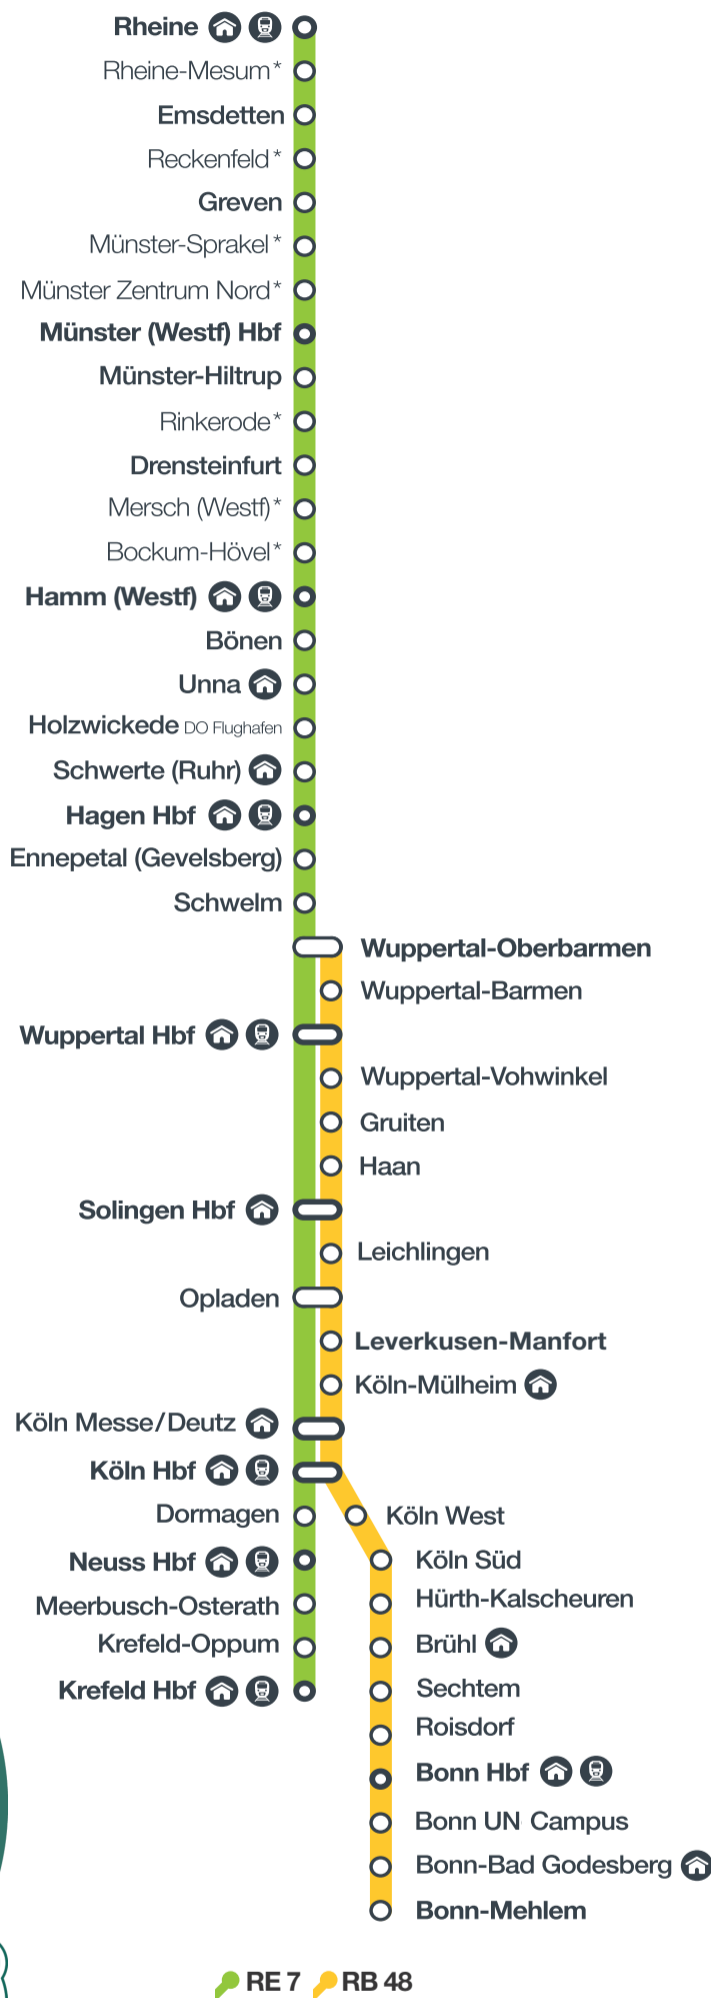 Rheine
Rheine-Mesum*
Emsdetten
Reckenfeld*
Greven
Münster-Sprakel*
Münster Zentrum Nord*
Münster (Westf) Hbf
Münster-Hiltrup
Rinkerode*
Drensteinfurt
Mersch (Westf)*
Bockum-Hövel*
Hamm (Westf)
Bönen
Unna
Holzwickede DO Flughafen
Schwerte (Ruhr)
Hagen Hbf
Ennepetal (Gevelsberg)
Schwelm
Wuppertal-Oberbarmen
Wuppertal-Barmen
Wuppertal Hbf
Wuppertal-Vohwinkel
Gruiten
Haan
Solingen Hbf
Leichlingen
Opladen
Leverkusen-Manfort
Köln-Mülheim
Köln Messe/Deutz
Köln Hbf
Dormagen
Köln West
Neuss Hbf
Köln Süd
Meerbusch-Osterath
Hürth-Kalscheuren
Krefeld-Oppum
Brühl
Krefeld Hbf
Sechtem
Roisdorf
Bonn Hbf
Bonn UN Campus
Bonn-Bad Godesberg
Bonn-Mehlem
RE 7 RB 48